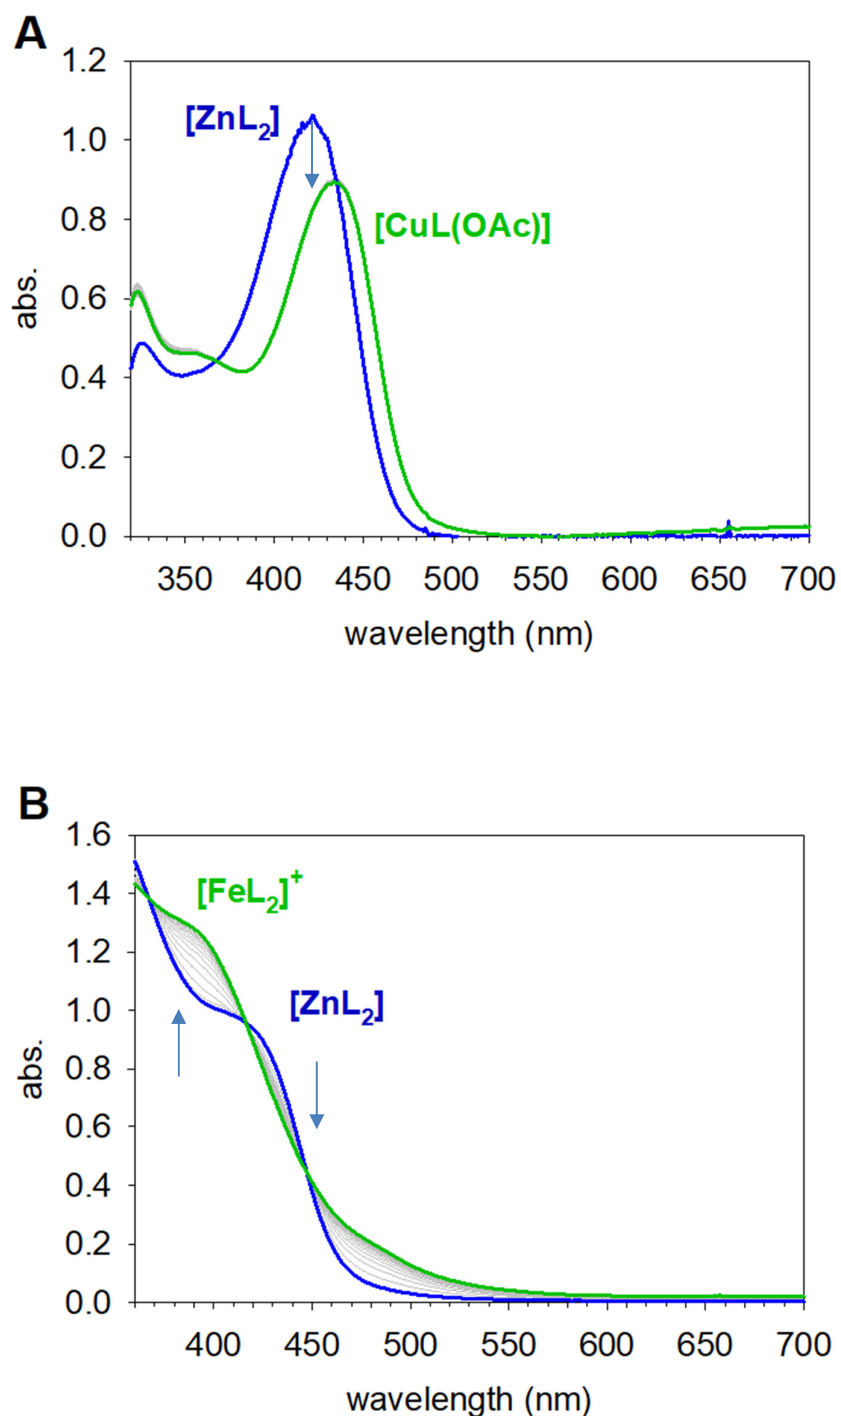 A
1.2
[ZnL2]
1.0
0.8
[CuL(OAc)]
abs.
0.6
0.4
0.2
0.0
350 400 450 500 550 600 650 700
wavelength (nm)
B
1.6
[FeL2]+
1.4
1.2
[ZnL2]
1.0
abs.
0.8
0.6
0.4
0.2
0.0
400 450 500 550 600 650 700
wavelength (nm)